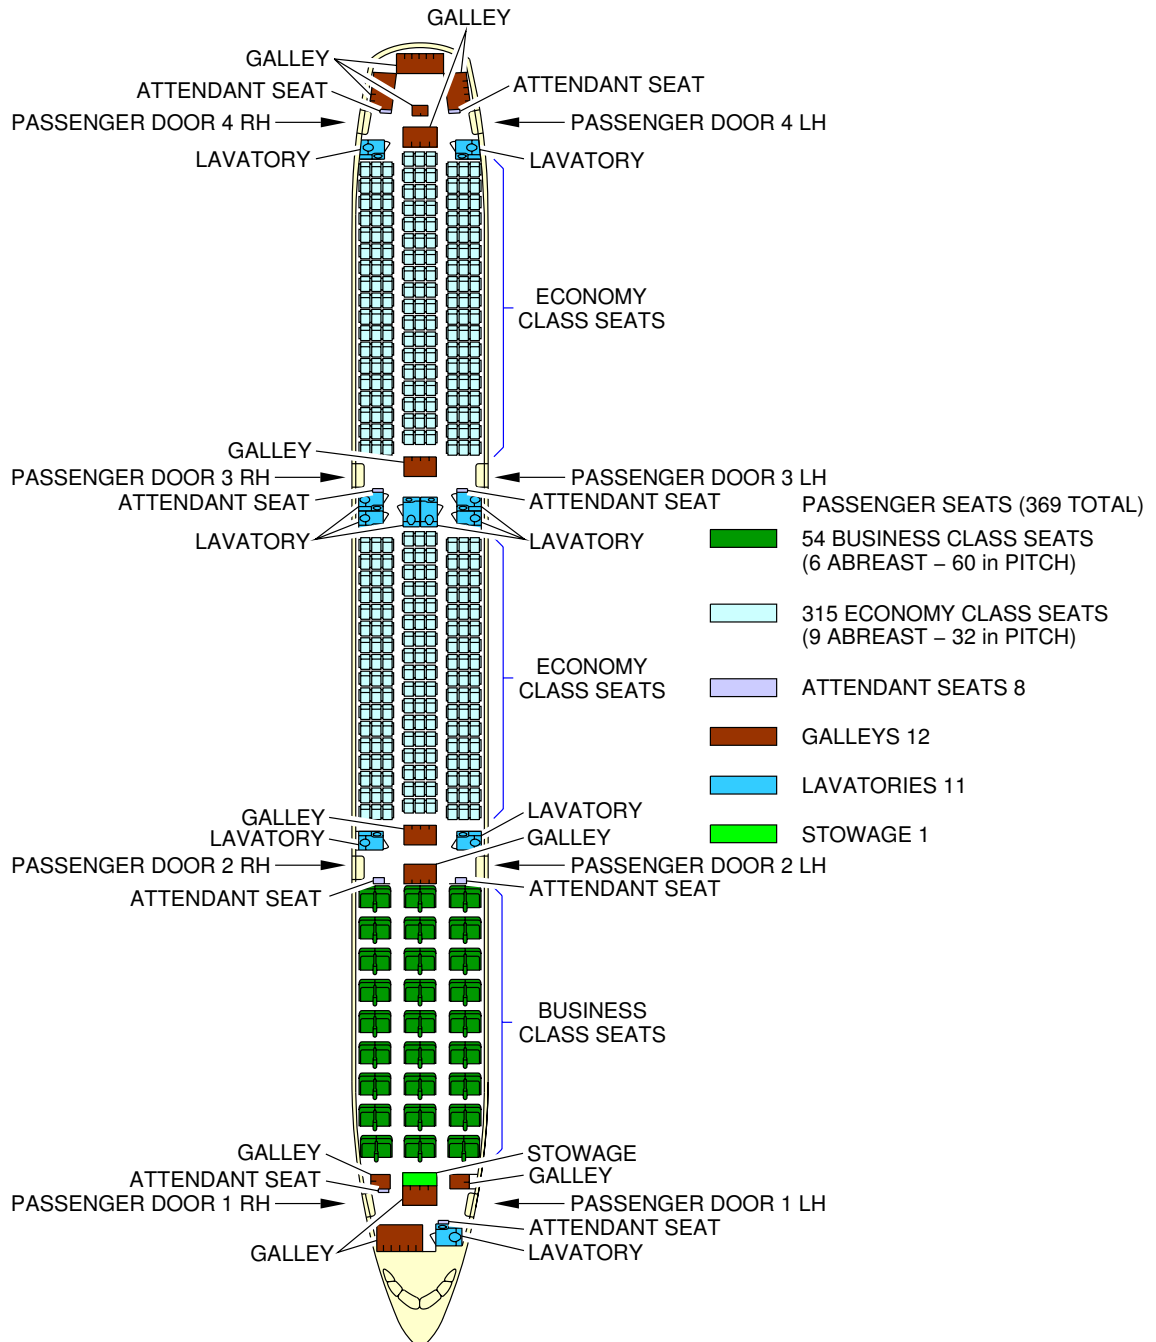 GALLEY
GALLEY
ATTENDANT SEAT
ATTENDANT SEAT
PASSENGER DOOR 4 RH
PASSENGER DOOR 4 LH
LAVATORY
LAVATORY
ECONOMY
CLASS SEATS
GALLEY
PASSENGER DOOR 3 RH
PASSENGER DOOR 3 LH
ATTENDANT SEAT
ATTENDANT SEAT
LAVATORY
LAVATORY
PASSENGER SEATS (369 TOTAL)
54 BUSINESS CLASS SEATS
(6 ABREAST – 60 in PITCH)
315 ECONOMY CLASS SEATS
(9 ABREAST – 32 in PITCH)
ATTENDANT SEATS 8
GALLEYS 12
LAVATORIES 11
STOWAGE 1
ECONOMY
CLASS SEATS
GALLEY
LAVATORY
LAVATORY
GALLEY
PASSENGER DOOR 2 RH
PASSENGER DOOR 2 LH
ATTENDANT SEAT
ATTENDANT SEAT
BUSINESS
CLASS SEATS
GALLEY
STOWAGE
ATTENDANT SEAT
GALLEY
PASSENGER DOOR 1 RH
PASSENGER DOOR 1 LH
ATTENDANT SEAT
GALLEY
LAVATORY